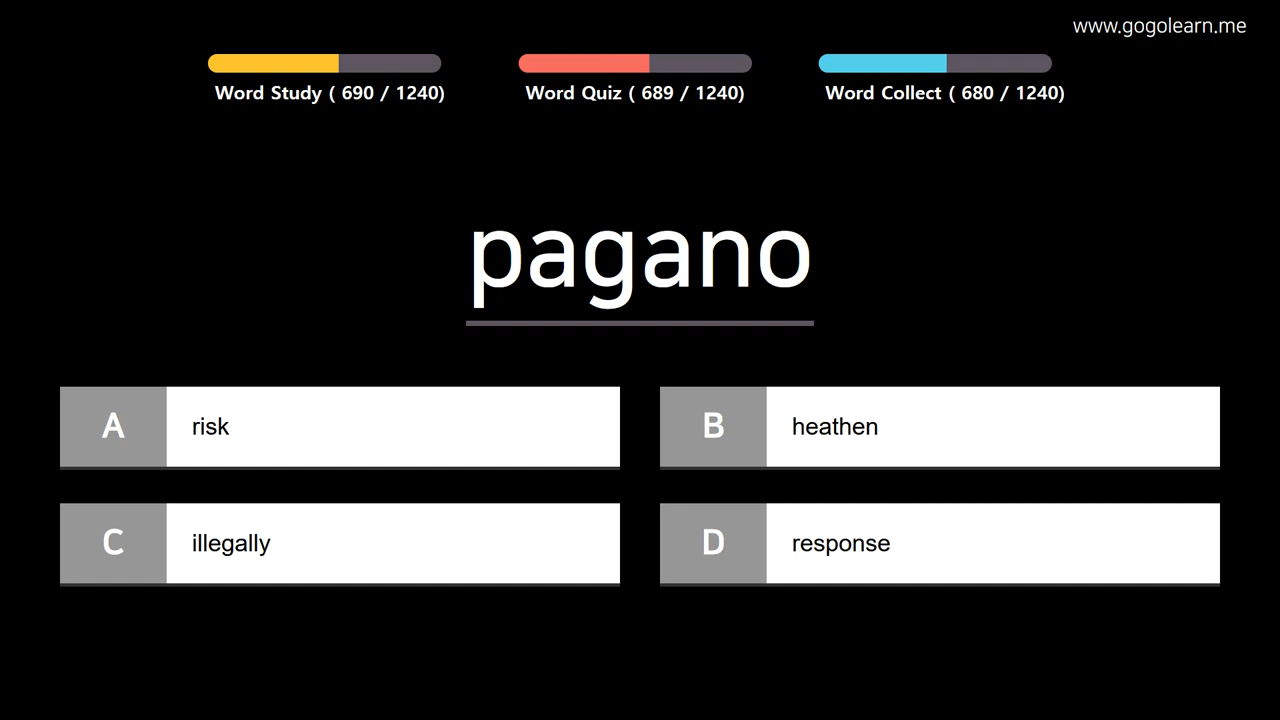 www.gogolearn.me
Word Study ( 690 / 1240)
Word Quiz ( 689 / 1240)
Word Collect ( 680 / 1240)
pagano
A risk
B heathen
C illegally
D response